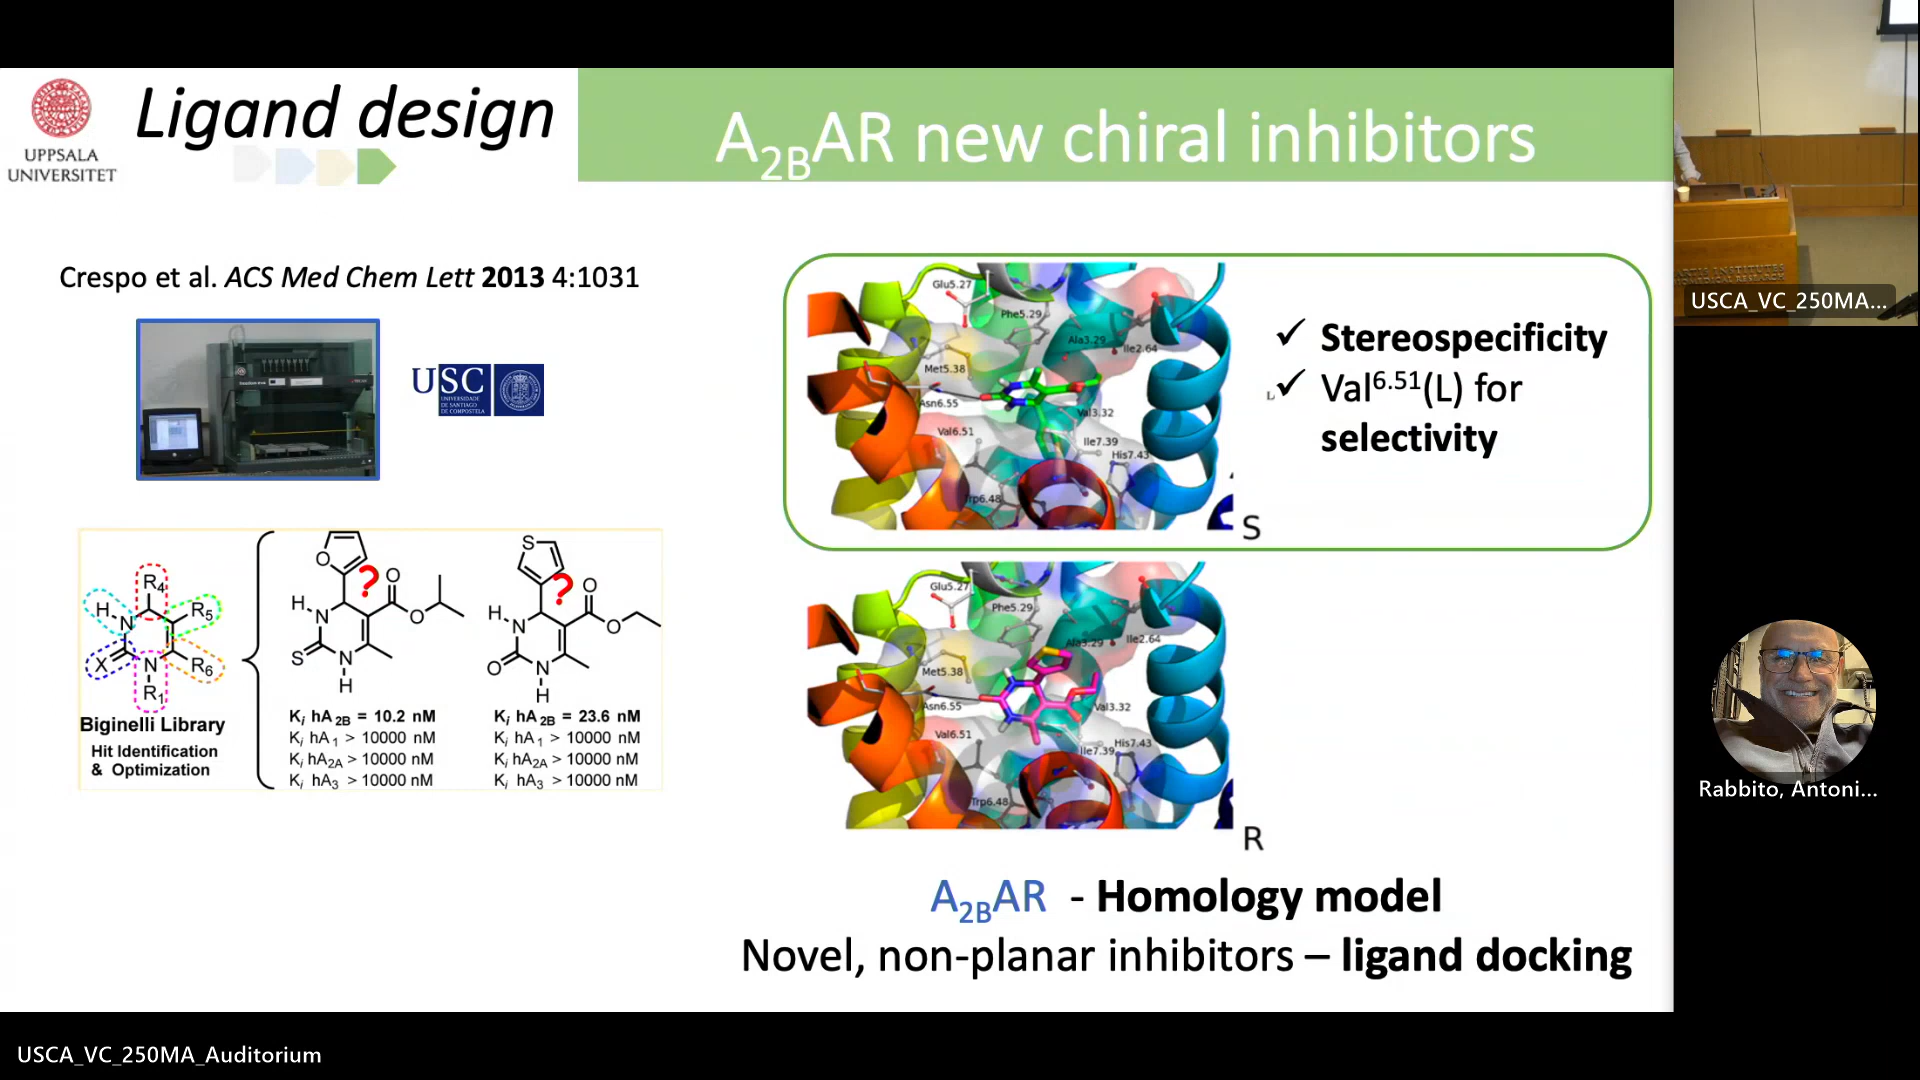 UPPSALA
UNIVERSITET
Ligand design
A2BAR new chiral inhibitors
Crespo et al. ACS Med Chem Lett 2013 4:1031
USC
UNIVERSIDADE
DE SANTIAGO
DE COMPOSTELA
R4
H
N
R5
X
N
R6
R1
Biginelli Library
Hit Identification
& Optimization
O
?
O
H
N
O
S
N
H
Ki hA2B = 10.2 nM
Ki hA1 > 10000 nM
Ki hA2A > 10000 nM
Ki hA3 > 10000 nM
S
?
O
H
N
O
O
N
H
Ki hA2B = 23.6 nM
Ki hA1 > 10000 nM
Ki hA2A > 10000 nM
Ki hA3 > 10000 nM
Glu5.27
Phe5.29
Ala3.29
Ile2.64
Met5.38
Asn6.55
Val3.32
Val6.51
Ile7.39
His7.43
Trp6.48
S
✓ Stereospecificity
L
✓ Val6.51(L) for
selectivity
Glu5.27
Phe5.29
Ala3.29
Ile2.64
Met5.38
Asn6.55
Val3.32
Val6.51
Ile7.39
His7.43
Trp6.48
R
A2BAR - Homology model
Novel, non-planar inhibitors – ligand docking
USCA_VC_250MA...
Rabbito, Antoni...
USCA_VC_250MA_Auditorium